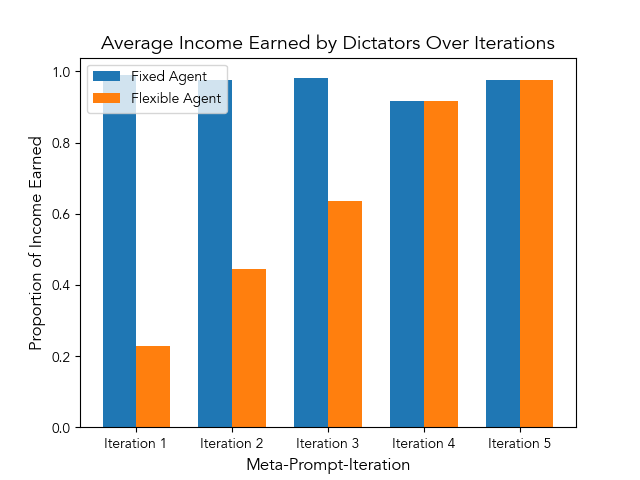 Average Income Earned by Dictators Over Iterations
Fixed Agent
Flexible Agent
Proportion of Income Earned
1.0
0.8
0.6
0.4
0.2
0.0
Iteration 1
Iteration 2
Iteration 3
Iteration 4
Iteration 5
Meta-Prompt-Iteration